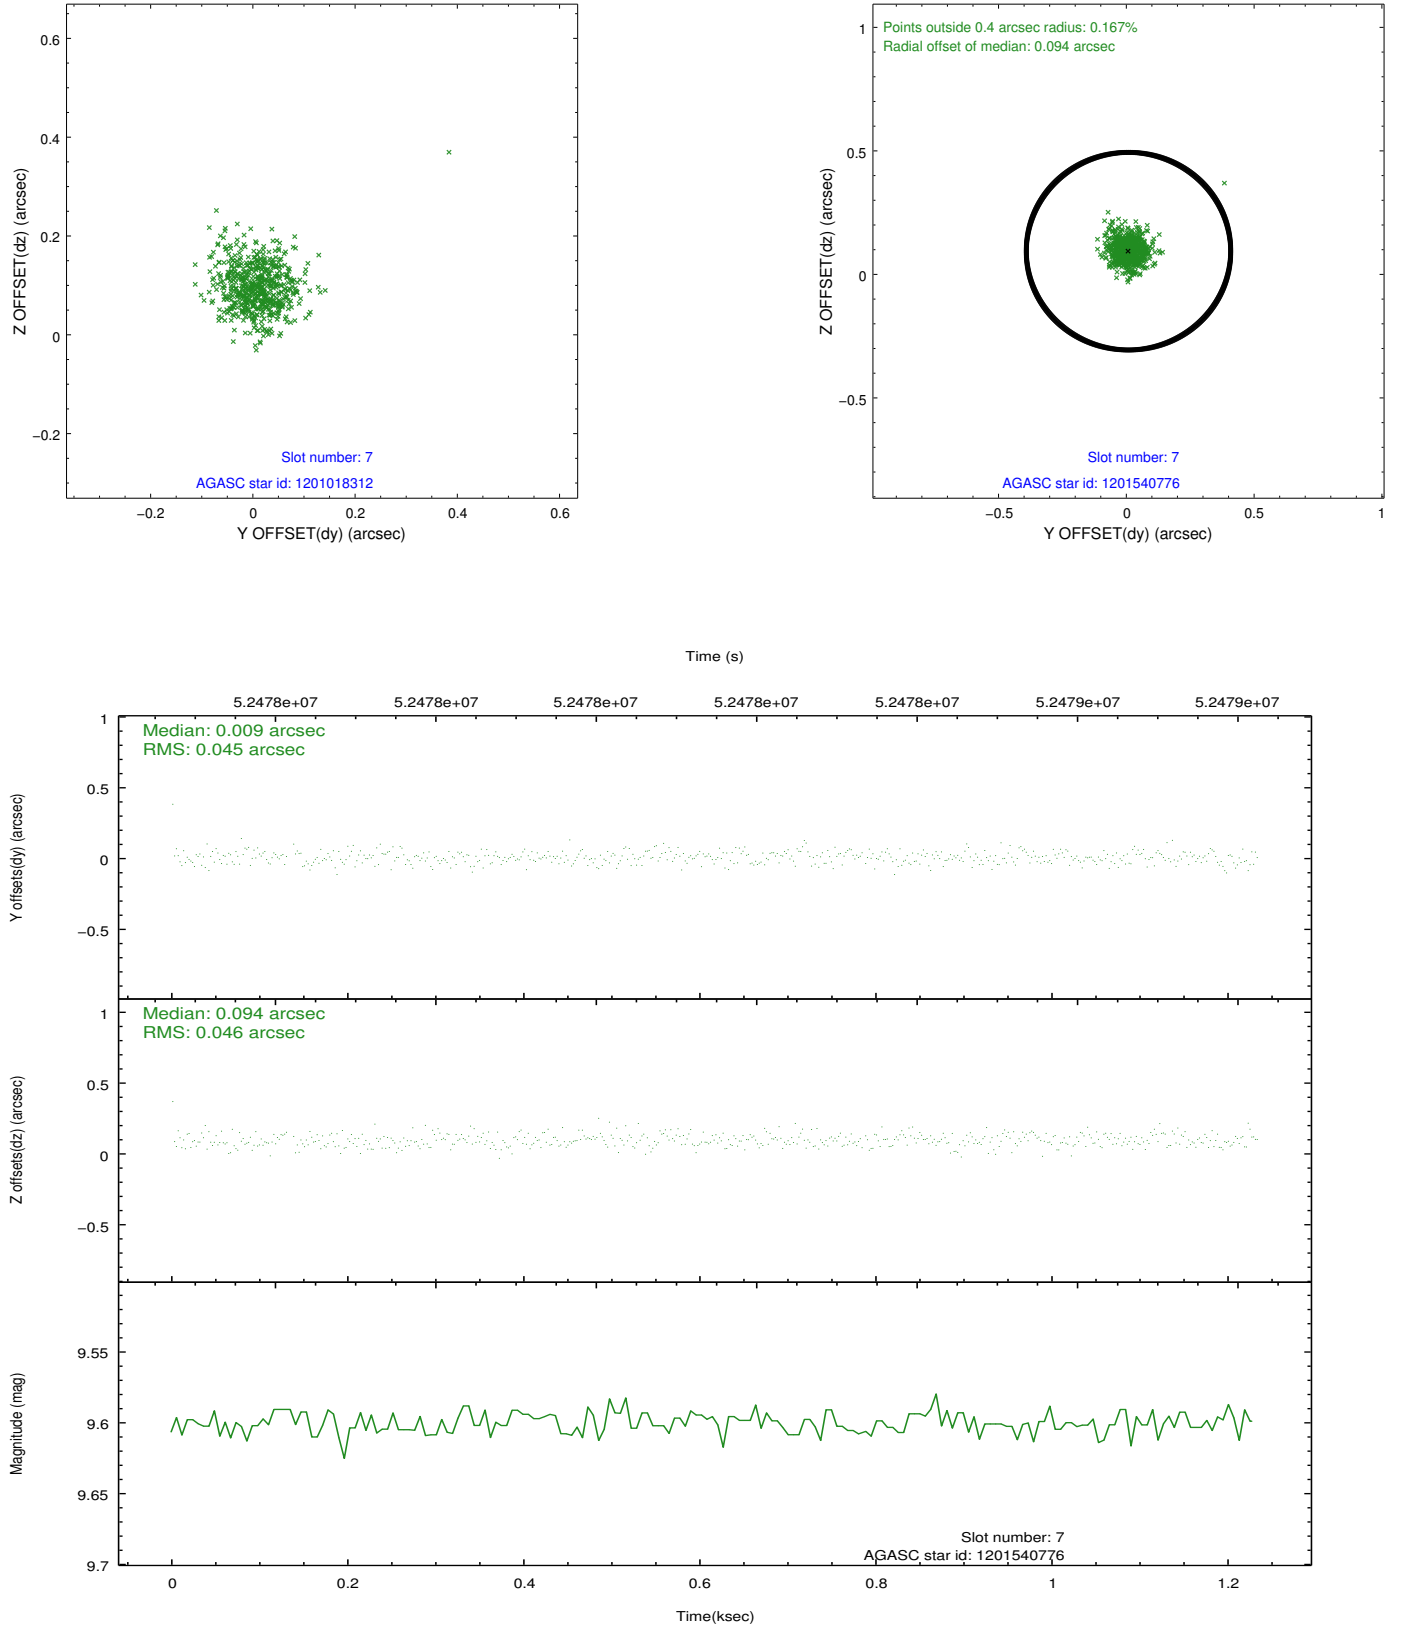 0.6
0.4
0.2
0
−0.2
Z OFFSET(dz) (arcsec)
Slot number: 7
AGASC star id: 1201018312
−0.2 0 0.2 0.4 0.6
Y OFFSET(dy) (arcsec)
Points outside 0.4 arcsec radius: 0.167%
Radial offset of median: 0.094 arcsec
1
0.5
0
−0.5
Z OFFSET(dz) (arcsec)
Slot number: 7
AGASC star id: 1201540776
−0.5 0 0.5 1
Y OFFSET(dy) (arcsec)
Time (s)
5.2478e+07 5.2478e+07 5.2478e+07 5.2478e+07 5.2478e+07 5.2479e+07 5.2479e+07
Median: 0.009 arcsec
RMS: 0.045 arcsec
1
0.5
0
−0.5
Y offsets(dy) (arcsec)
Median: 0.094 arcsec
RMS: 0.046 arcsec
1
0.5
0
−0.5
Z offsets(dz) (arcsec)
9.55
9.6
9.65
9.7
Magnitude (mag)
Slot number: 7
AGASC star id: 1201540776
0 0.2 0.4 0.6 0.8 1 1.2
Time(ksec)